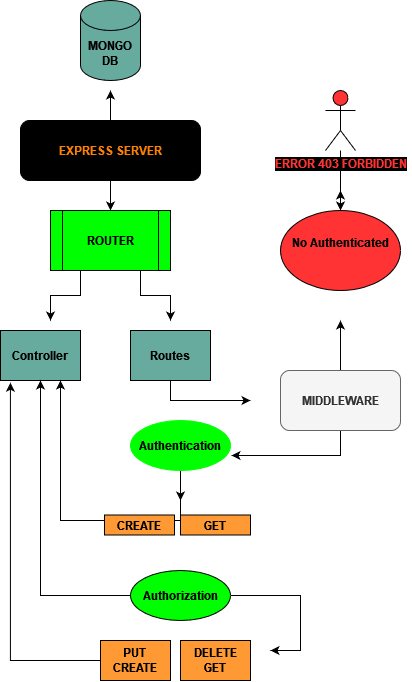 MONGO
DB
EXPRESS SERVER
ERROR 403 FORBIDDEN
ROUTER
No Authenticated
Controller
Routes
MIDDLEWARE
Authentication
CREATE
GET
Authorization
PUT
CREATE
DELETE
GET